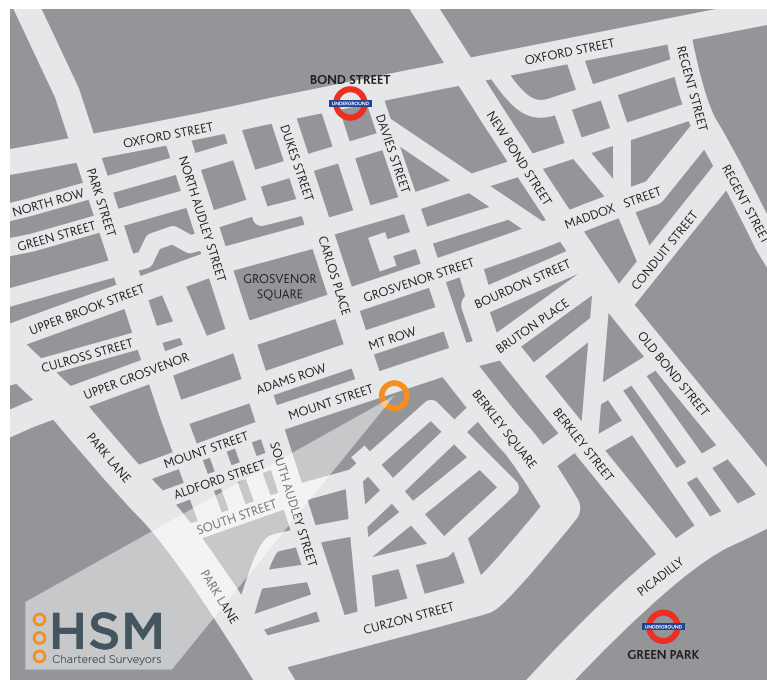 OXFORD STREET
BOND STREET
UNDERGROUND
REGENT STREET
OXFORD STREET
DUKES STREET
DAVIES STREET
NEW BOND STREET
NORTH AUDLEY STREET
PARK STREET
NORTH ROW
GREEN STREET
REGENT STREET
MADDOX STREET
CONDUIT STREET
CARLOS PLACE
GROSVENOR
SQUARE
GROSVENOR STREET
BOURDON STREET
UPPER BROOK STREET
BRUTON PLACE
MT ROW
CULROSS STREET
UPPER GROSVENOR
ADAMS ROW
MOUNT STREET
OLD BOND STREET
BERKLEY SQUARE
BERKLEY STREET
MOUNT STREET
PARK LANE
ALDFORD STREET
SOUTH AUDLEY STREET
SOUTH STREET
PARK LANE
CURZON STREET
PICADILLY
UNDERGROUND
GREEN PARK
HSM
Chartered Surveyors